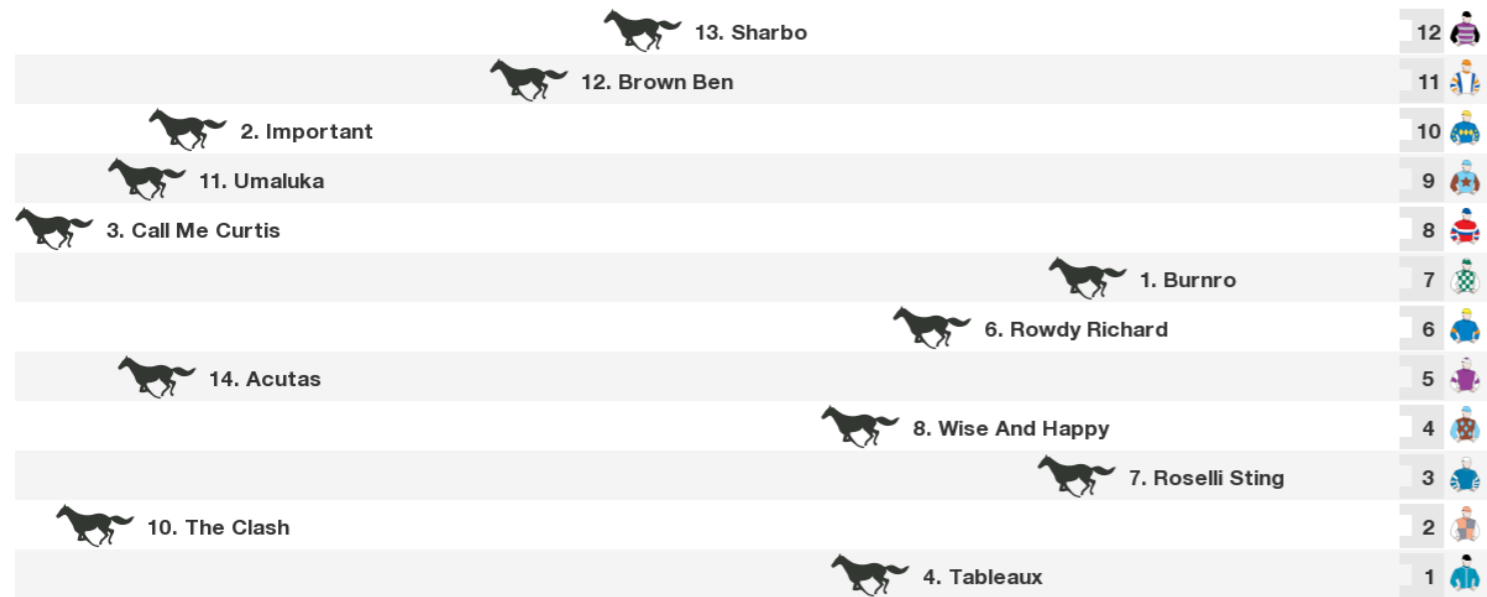 13. Sharbo 12
12. Brown Ben 11
2. Important 10
11. Umaluka 9
3. Call Me Curtis 8
1. Burnro 7
6. Rowdy Richard 6
14. Acutas 5
8. Wise And Happy 4
7. Roselli Sting 3
10. The Clash 2
4. Tableaux 1